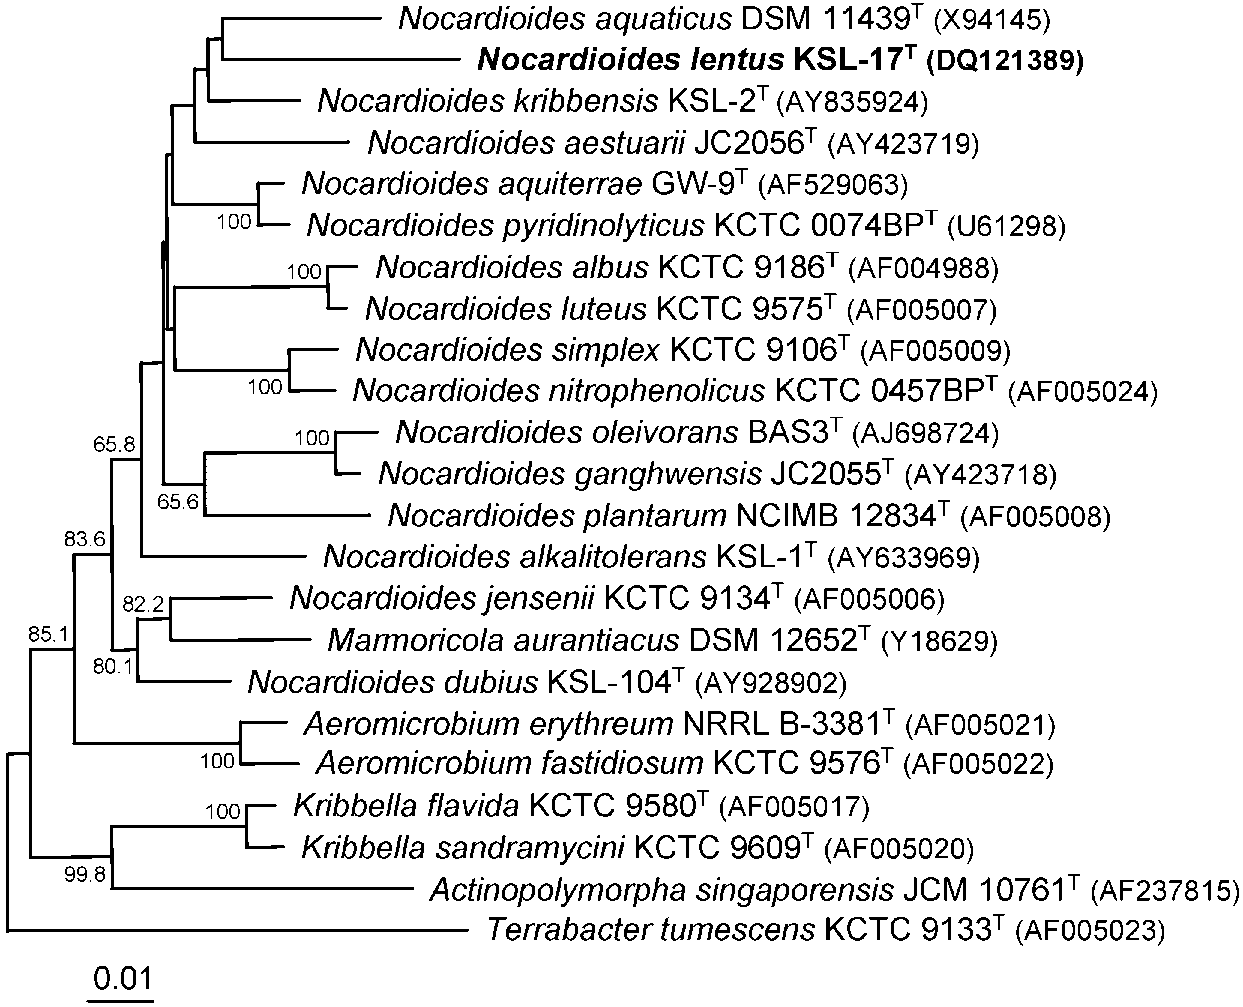 Nocardioides aquaticus DSM 11439T (X94145)
Nocardioides lentus KSL-17T (DQ121389)
Nocardioides kribbensis KSL-2T (AY835924)
Nocardioides aestuarii JC2056T (AY423719)
Nocardioides aquiterrae GW-9T (AF529063)
100
Nocardioides pyridinolyticus KCTC 0074BPT (U61298)
100
Nocardioides albus KCTC 9186T (AF004988)
Nocardioides luteus KCTC 9575T (AF005007)
Nocardioides simplex KCTC 9106T (AF005009)
100
Nocardioides nitrophenolicus KCTC 0457BPT (AF005024)
65.8
100
Nocardioides oleivorans BAS3T (AJ698724)
Nocardioides ganghwensis JC2055T (AY423718)
65.6
Nocardioides plantarum NCIMB 12834T (AF005008)
83.6
Nocardioides alkalitolerans KSL-1T (AY633969)
82.2
Nocardioides jensenii KCTC 9134T (AF005006)
85.1
Marmoricola aurantiacus DSM 12652T (Y18629)
80.1
Nocardioides dubius KSL-104T (AY928902)
Aeromicrobium erythreum NRRL B-3381T (AF005021)
100
Aeromicrobium fastidiosum KCTC 9576T (AF005022)
100
Kribbella flavida KCTC 9580T (AF005017)
Kribbella sandramycini KCTC 9609T (AF005020)
99.8
Actinopolymorpha singaporensis JCM 10761T (AF237815)
Terrabacter tumescens KCTC 9133T (AF005023)
0.01